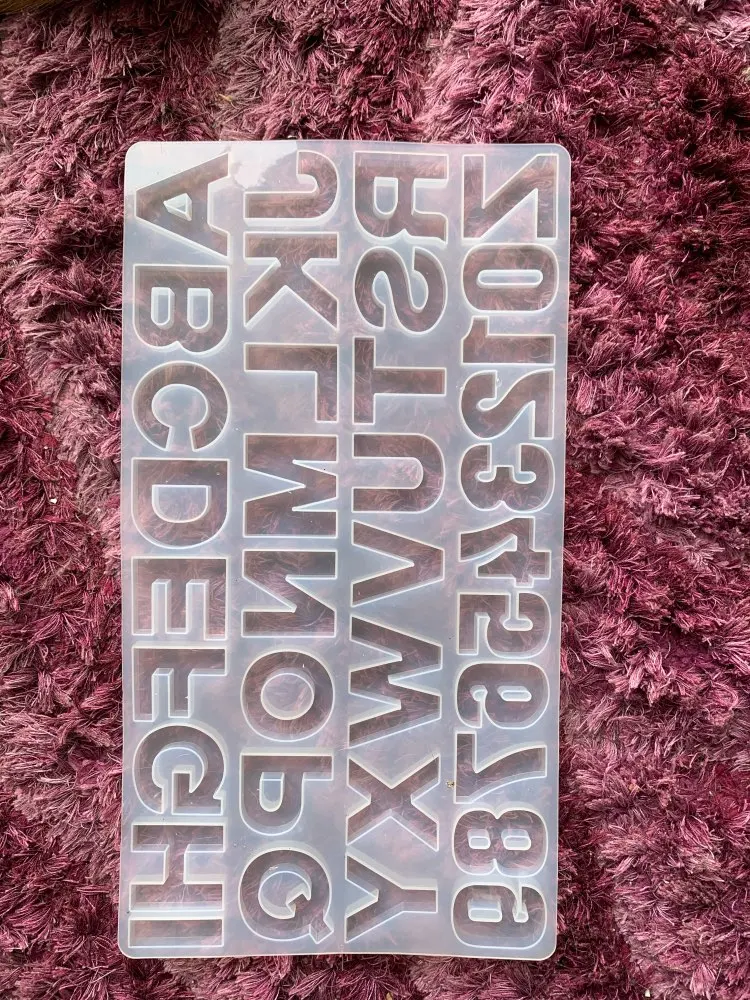 ABCDEFGHI
JKLMNOPQ
RSTUVWXY
Z0123456789